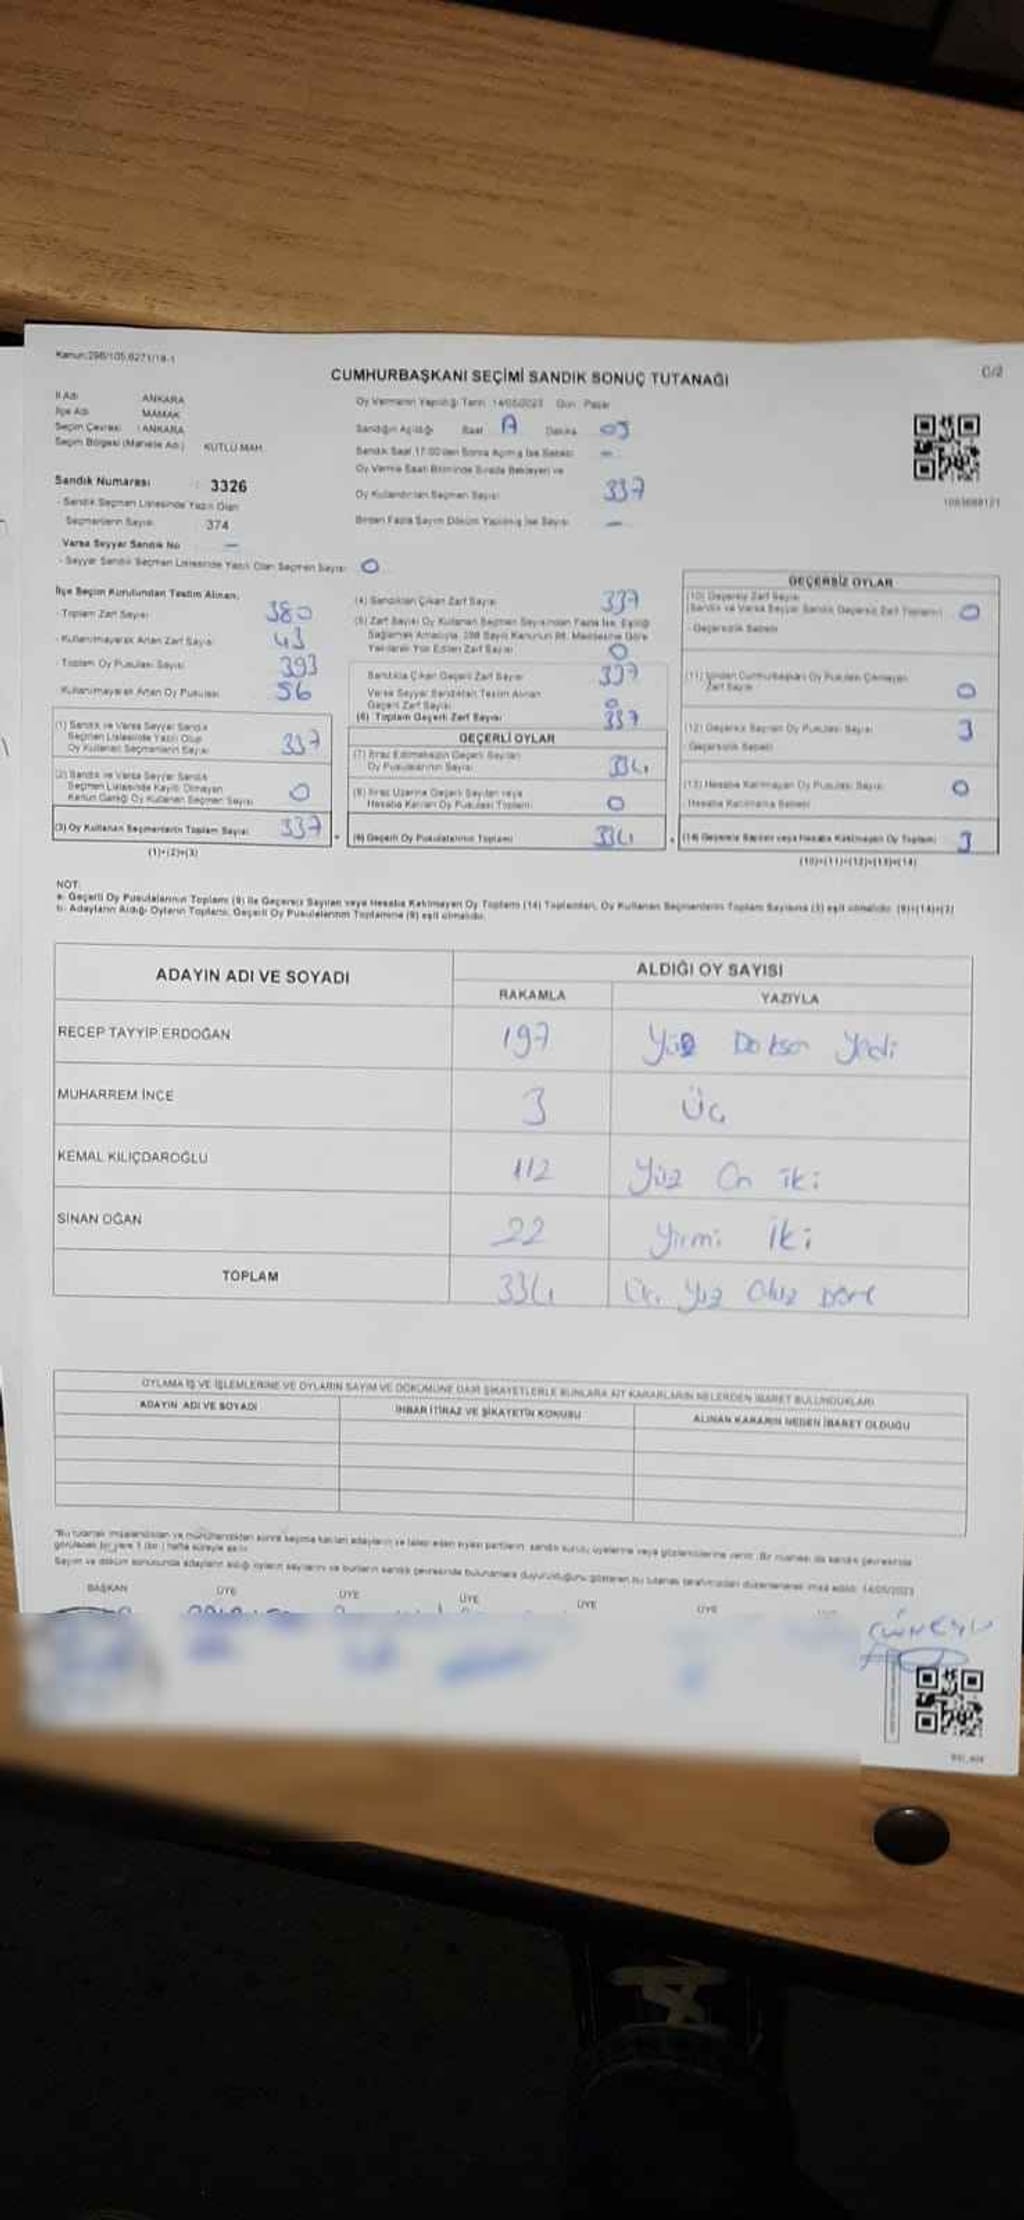 Kanun:298/105,6271/18-1
CUMHURBAŞKANI SEÇİMİ SANDIK SONUÇ TUTANAĞI
İl Adı : ANKARA
İlçe Adı : MAMAK
Seçim Çevresi : ANKARA
Seçim Bölgesi (Mahalle Adı) : KUTLU MAH.
Sandık Numarası : 3326
- Sandık Seçmen Listesinde Yazılı Olan
Seçmenlerin Sayısı : 374
Varsa Seyyar Sandık No —
- Seyyar Sandık Seçmen Listesinde Yazılı Olan Seçmen Sayısı 0
Oy Vermenin Yapıldığı Tarih 14/05/2023 Gün Pazar
Sandığın Açıldığı Saat Dakika
Sandık Saat 17:00'den Sonra Açılmış İse Sebebi —
Oy Verme Saati Bitiminde Sırada Bekleyen ve
Oy Kullandırılan Seçmen Sayısı 337
Birden Fazla Sayım Döküm Yapılmış İse Sayısı —
İlçe Seçim Kurulundan Teslim Alınan;
- Toplam Zarf Sayısı 380
- Kullanılmayarak Artan Zarf Sayısı 43
- Toplam Oy Pusulası Sayısı 393
- Kullanılmayarak Artan Oy Pusulası 56
(1) Sandık ve Varsa Seyyar Sandık
Seçmen Listesinde Yazılı Olup
Oy Kullanan Seçmenlerin Sayısı 337
(2) Sandık ve Varsa Seyyar Sandık
Seçmen Listesinde Kayıtlı Olmayan
Kanun Gereği Oy Kullanan Seçmen Sayısı 0
(3) Oy Kullanan Seçmenlerin Toplam Sayısı 337
(1)+(2)=(3)
(4) Sandıktan Çıkan Zarf Sayısı 337
(5) Zarf Sayısı Oy Kullanan Seçmen Sayısından Fazla İse, Eşitliği
Sağlamak Amacıyla, 298 Sayılı Kanunun 98. Maddesine Göre
Yakılarak Yok Edilen Zarf Sayısı 0
Sandıkta Çıkan Geçerli Zarf Sayısı 337
Varsa Seyyar Sandıktan Teslim Alınan
Geçerli Zarf Sayısı 0
(6) Toplam Geçerli Zarf Sayısı 337
GEÇERLİ OYLAR
(7) İtiraz Edilmeksizin Geçerli Sayılan
Oy Pusulalarının Sayısı 334
(8) İtiraz Üzerine Geçerli Sayılan veya
Hesaba Katılan Oy Pusulası Toplamı 0
(9) Geçerli Oy Pusulalarının Toplamı 334
GEÇERSİZ OYLAR
(10) Geçersiz Zarf Sayısı
(Sandık ve Varsa Seyyar Sandık Geçersiz Zarf Toplamı) 0
Geçersizlik Sebebi
(11) İçinden Cumhurbaşkanı Oy Pusulası Çıkmayan
Zarf Sayısı 0
(12) Geçersiz Sayılan Oy Pusulası Sayısı 3
Geçersizlik Sebebi
(13) Hesaba Katılmayan Oy Pusulası Sayısı 0
Hesaba Katılmama Sebebi
(14) Geçersiz Sayılan veya Hesaba Katılmayan Oy Toplamı 3
(10)+(11)+(12)+(13)=(14)
NOT:
a- Geçerli Oy Pusulalarının Toplamı (9) ile Geçersiz Sayılan veya Hesaba Katılmayan Oy Toplamı (14) Toplamları, Oy Kullanan Seçmenlerin Toplam Sayısına (3) eşit olmalıdır. (9)+(14)=(3)
b- Adayların Aldığı Oyların Toplamı, Geçerli Oy Pusulalarının Toplamına (9) eşit olmalıdır.
ADAYIN ADI VE SOYADI ALDIĞI OY SAYISI
RAKAMLA YAZIYLA
RECEP TAYYİP ERDOĞAN 197 Yüz Doksan Yedi
MUHARREM İNCE 3 Üç
KEMAL KILIÇDAROĞLU 112 Yüz On iki
SİNAN OĞAN 22 Yirmi İki
TOPLAM 334 Üç Yüz Otuz Dört
OYLAMA İŞ VE İŞLEMLERİNE VE OYLARIN SAYIM VE DÖKÜMÜNE DAİR ŞİKAYETLERLE BUNLARA AİT KARARLARIN NELERDEN İBARET BULUNDUKLARI
ADAYIN ADI VE SOYADI İHBAR İTİRAZ VE ŞİKAYETİN KONUSU ALINAN KARARIN NEDEN İBARET OLDUĞU
BAŞKAN ÜYE ÜYE ÜYE ÜYE ÜYE